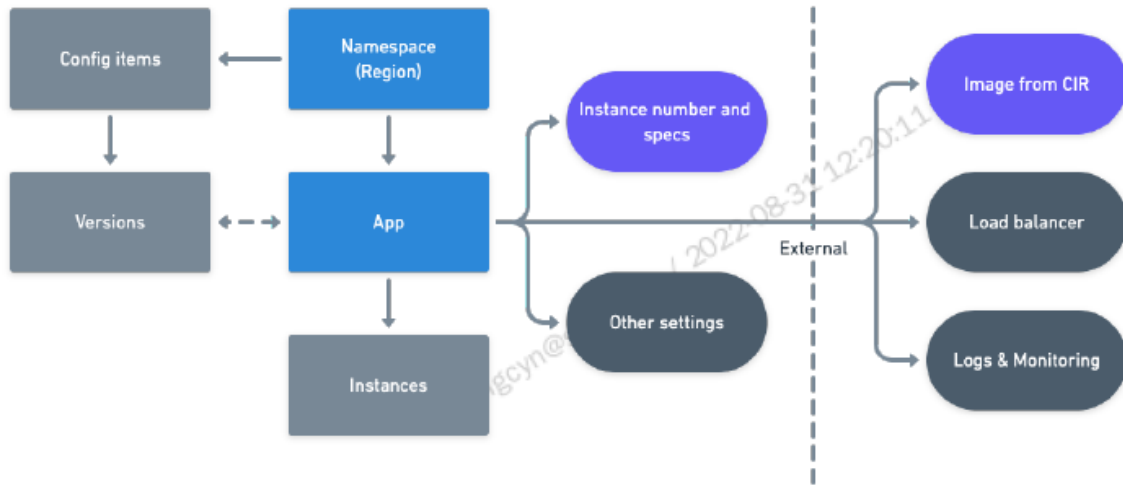 Config items
Namespace
(Region)
Instance number and
specs
Image from CIR
Versions
App
Load balancer
External
Other settings
Logs & Monitoring
Instances
/ 2022-08-31 12:20:11